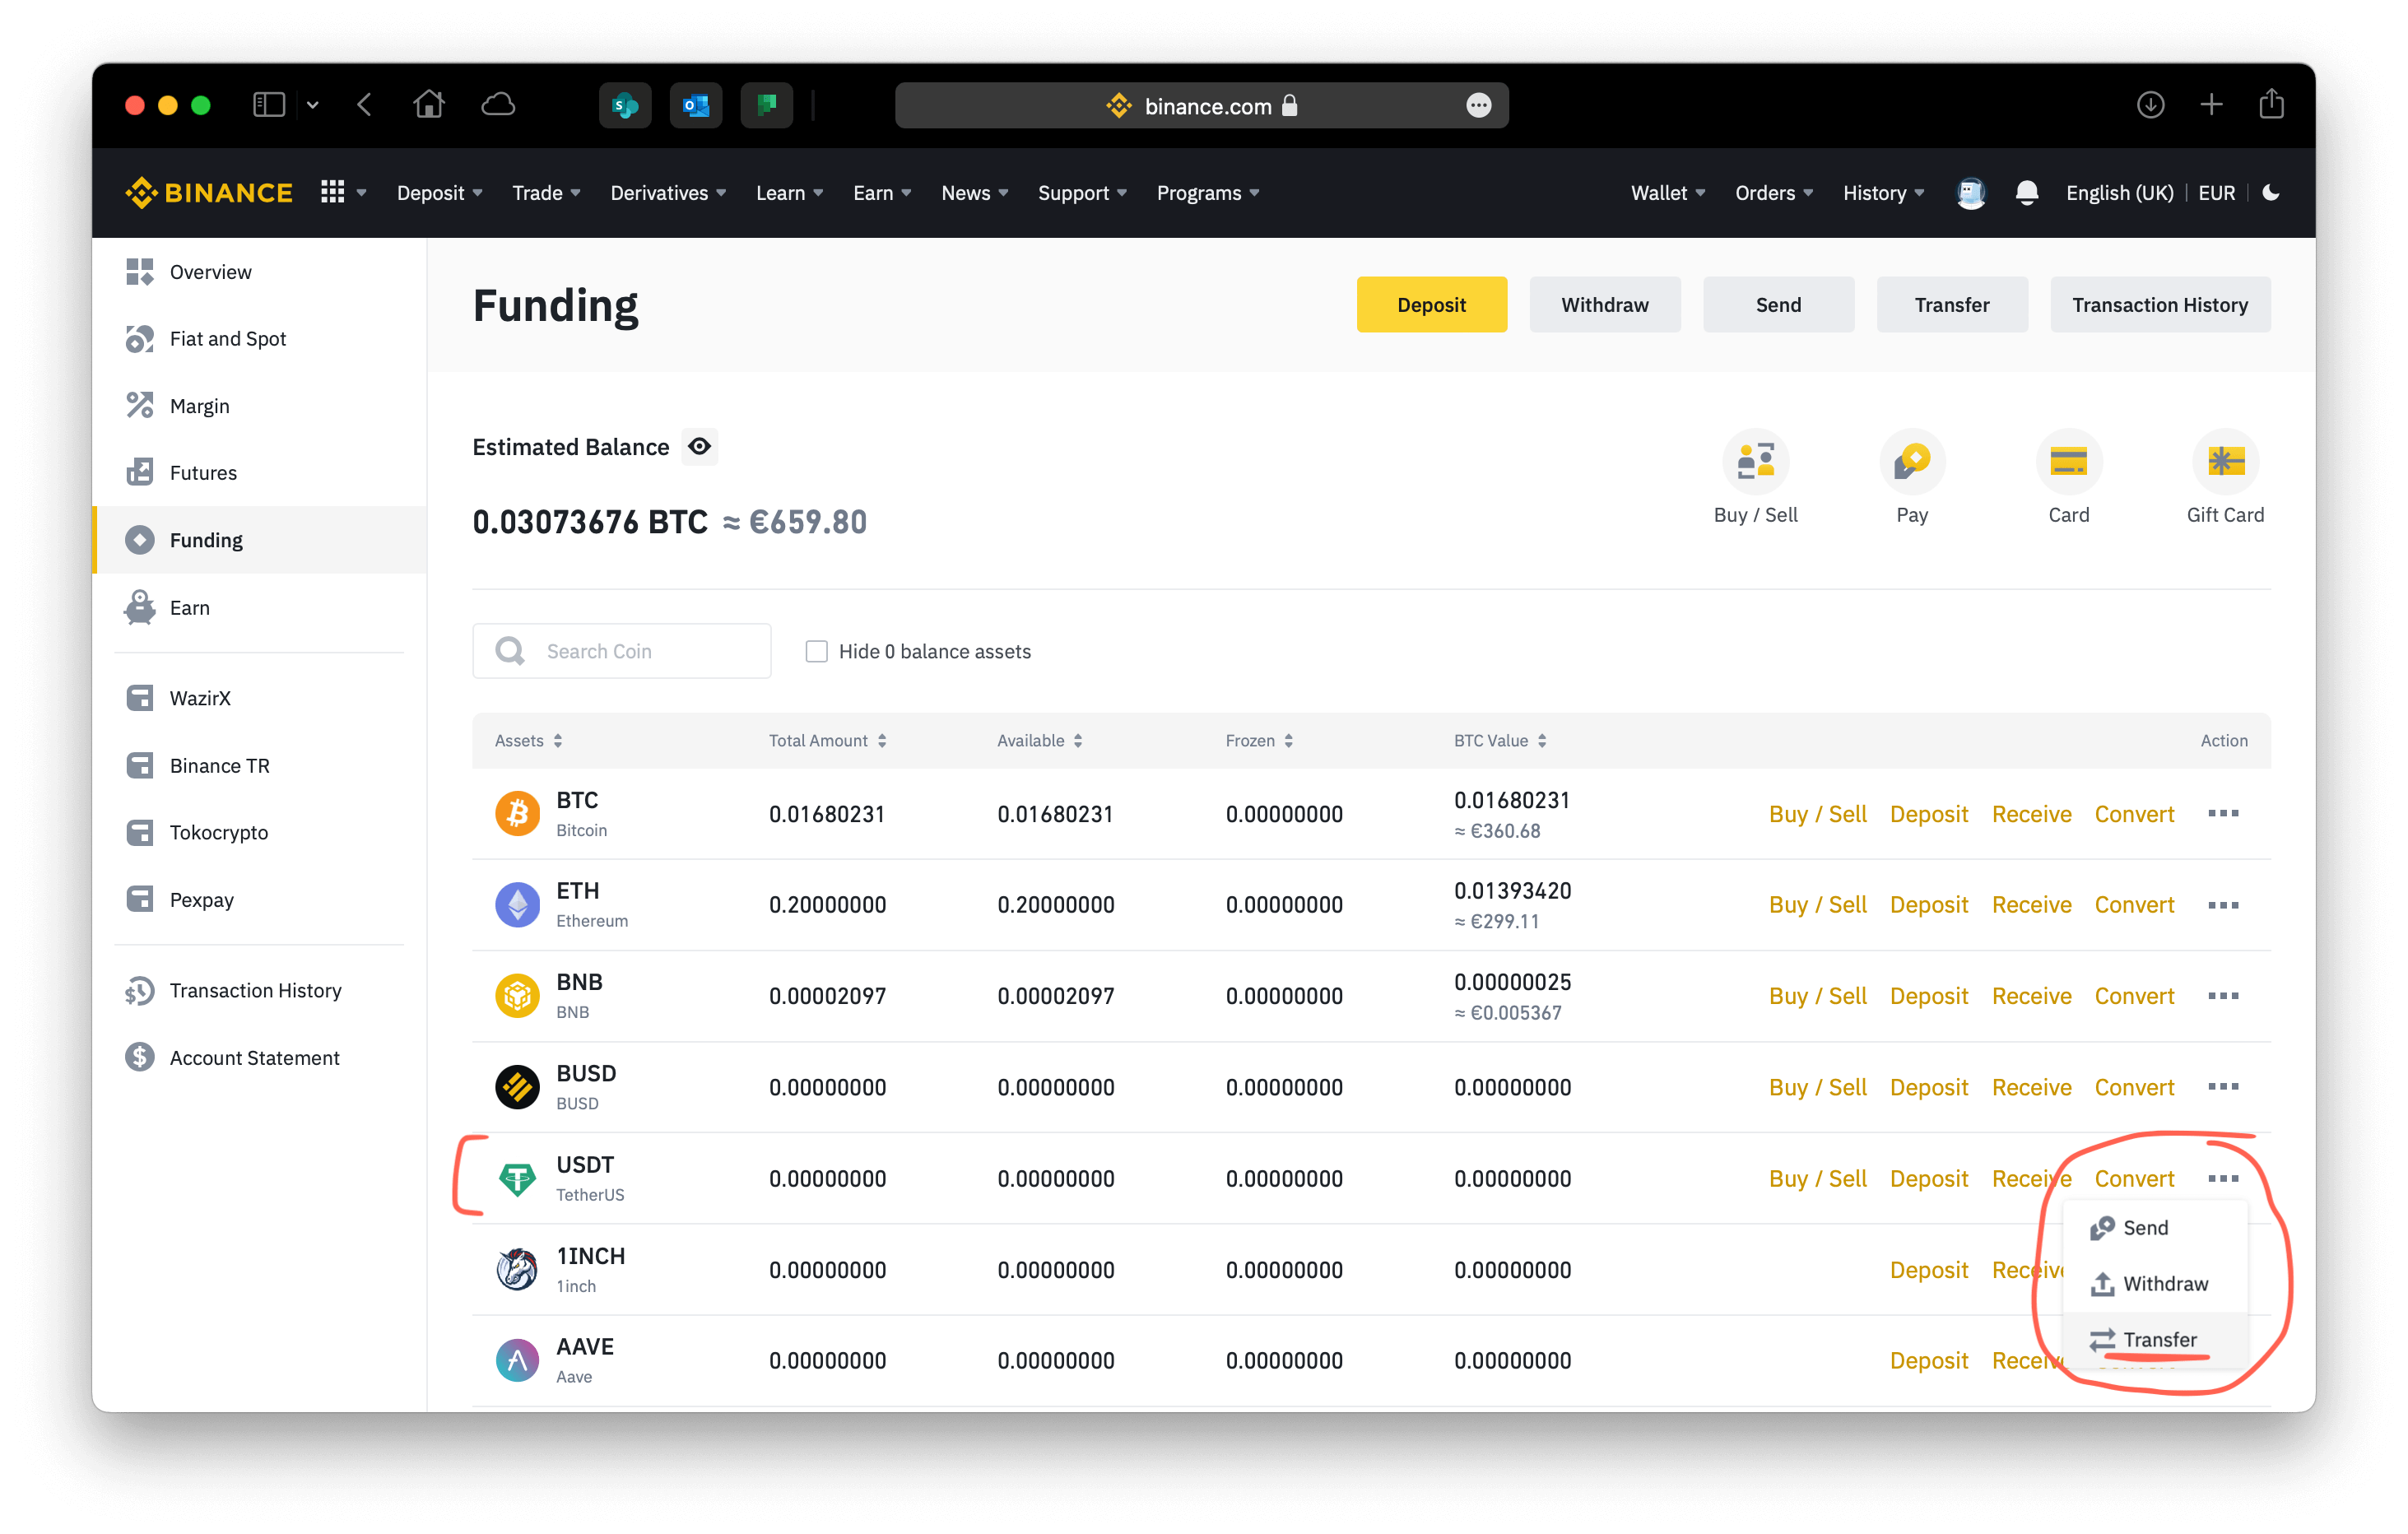 binance.com
BINANCE Deposit Trade Derivatives Learn Earn News Support Programs Wallet Orders History English (UK) EUR
Overview
Fiat and Spot
Margin
Futures
Funding
Earn
WazirX
Binance TR
Tokocrypto
Pexpay
Transaction History
Account Statement
Funding
Deposit Withdraw Send Transfer Transaction History
Estimated Balance
0.03073676 BTC ≈ €659.80
Buy / Sell Pay Card Gift Card
Search Coin Hide 0 balance assets
Assets Total Amount Available Frozen BTC Value Action
BTC
Bitcoin
0.01680231 0.01680231 0.00000000
0.01680231
≈ €360.68
Buy / Sell Deposit Receive Convert
ETH
Ethereum
0.20000000 0.20000000 0.00000000
0.01393420
≈ €299.11
Buy / Sell Deposit Receive Convert
BNB
BNB
0.00002097 0.00002097 0.00000000
0.00000025
≈ €0.005367
Buy / Sell Deposit Receive Convert
BUSD
BUSD
0.00000000 0.00000000 0.00000000 0.00000000
Buy / Sell Deposit Receive Convert
USDT
TetherUS
0.00000000 0.00000000 0.00000000 0.00000000
Buy / Sell Deposit Receive Convert
Send
Withdraw
Transfer
1INCH
1inch
0.00000000 0.00000000 0.00000000 0.00000000
Deposit Receive
AAVE
Aave
0.00000000 0.00000000 0.00000000 0.00000000
Deposit Receive